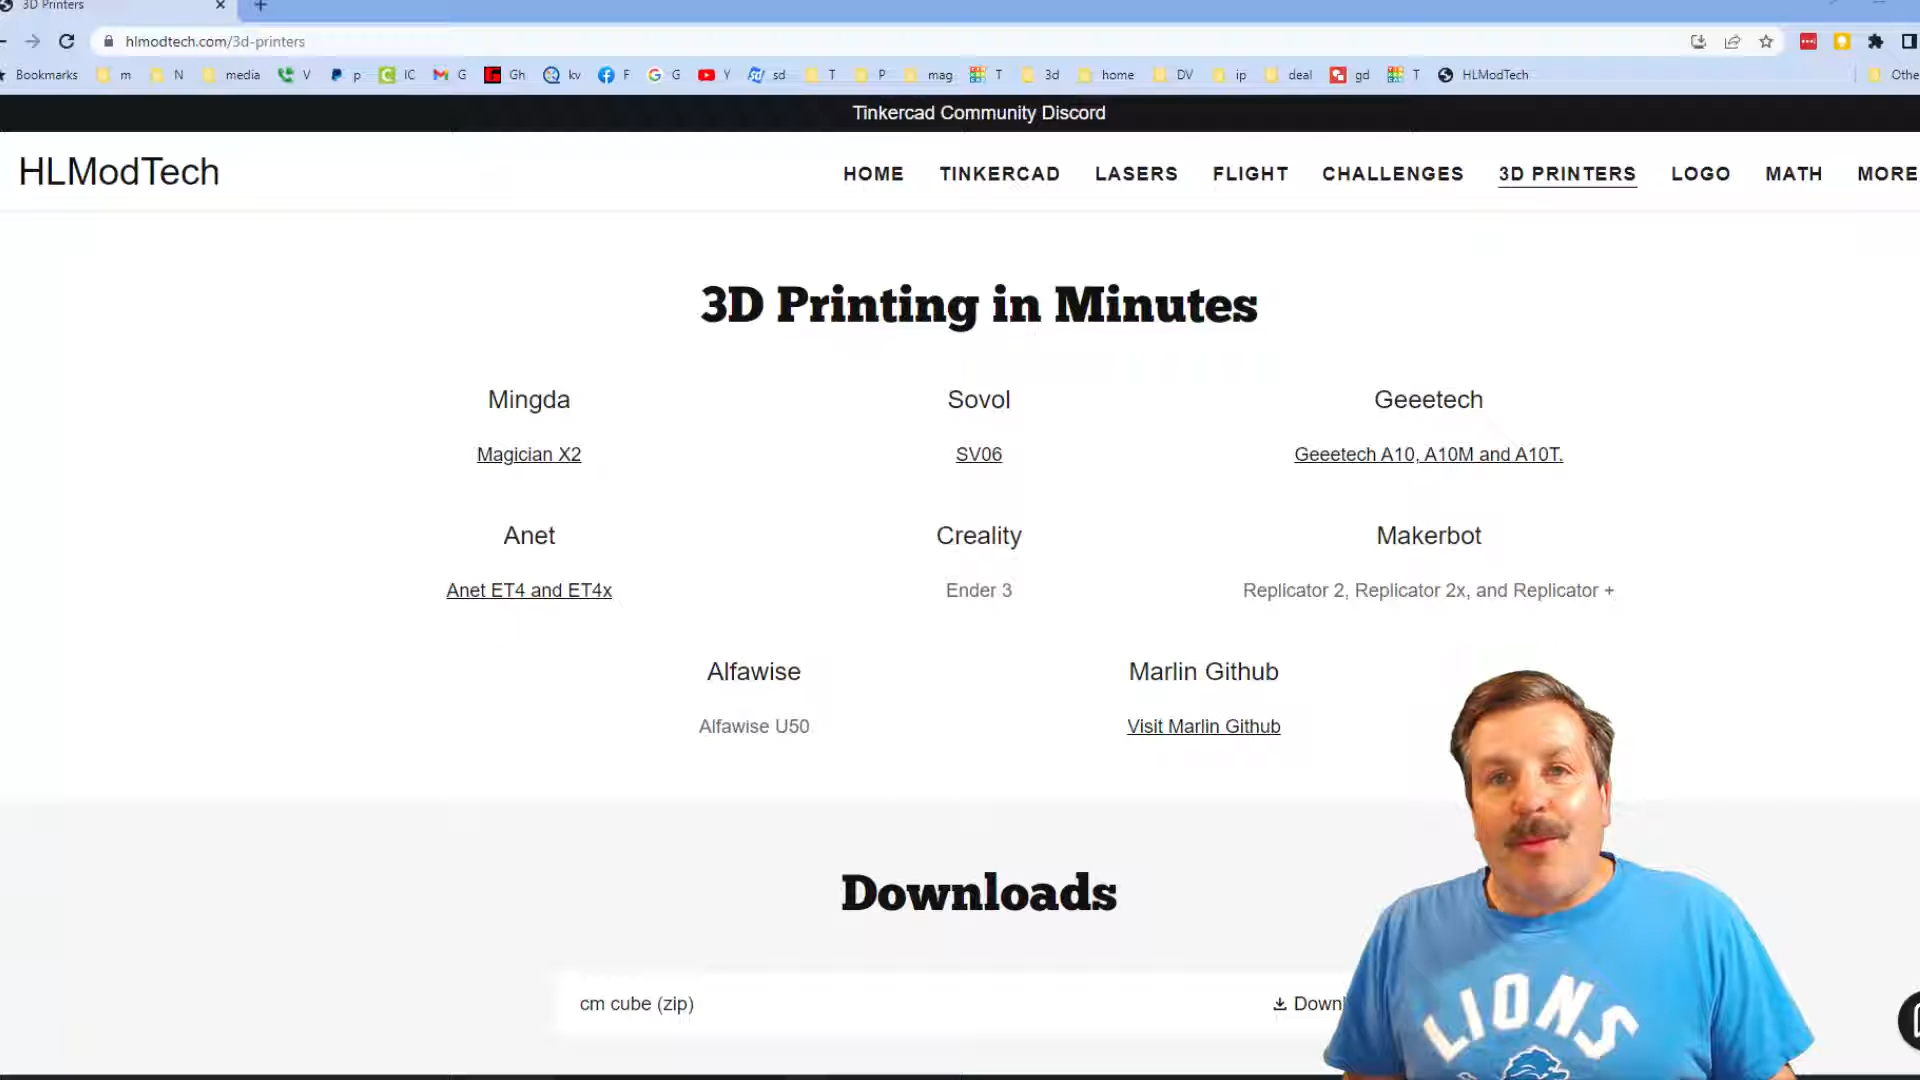 3D Printers
hlmodtech.com/3d-printers
Bookmarks m N media V p IC G Gh kv F G Y sd T P mag T 3d home DV ip deal gd T HLModTech Othe
Tinkercad Community Discord
HLModTech
HOME TINKERCAD LASERS FLIGHT CHALLENGES 3D PRINTERS LOGO MATH MORE
3D Printing in Minutes
Mingda Sovol Geeetech
Magician X2 SV06 Geeetech A10, A10M and A10T.
Anet Creality Makerbot
Anet ET4 and ET4x Ender 3 Replicator 2, Replicator 2x, and Replicator +
Alfawise Marlin Github
Alfawise U50 Visit Marlin Github
Downloads
cm cube (zip) Downl
LIONS